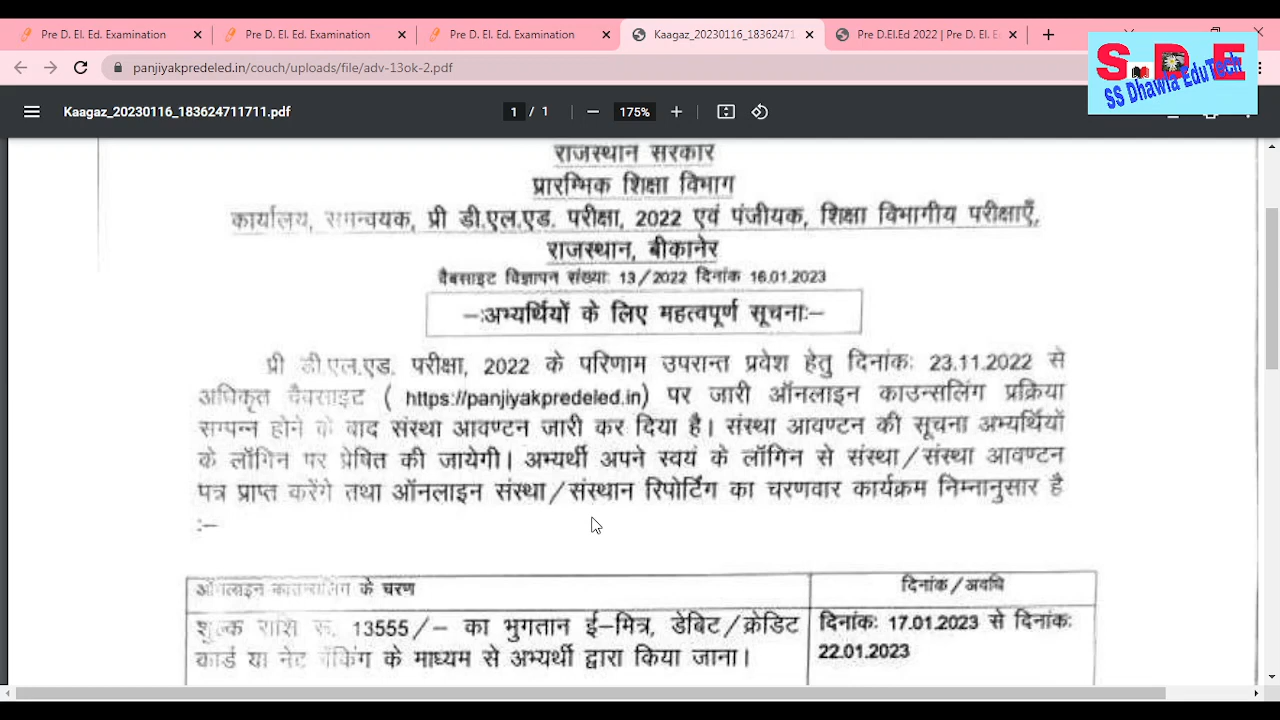 Pre D. El. Ed. Examination
Pre D. El. Ed. Examination
Pre D. El. Ed. Examination
Kaagaz_20230116_1836247
Pre D.El.Ed 2022 | Pre D. El. E
panjiyakpredeled.in/couch/uploads/file/adv-13ok-2.pdf
S D E
SS Dhawla EduTech
Kaagaz_20230116_183624711711.pdf
1 / 1
175%
राजस्थान सरकार
प्रारम्भिक शिक्षा विभाग
कार्यालय, समन्वयक, प्री डी.एल.एड. परीक्षा, 2022 एवं पंजीयक, शिक्षा विभागीय परीक्षाएँ,
राजस्थान, बीकानेर
वैबसाइट विज्ञापन संख्याः 13/2022 दिनांक 16.01.2023
-:अभ्यर्थियों के लिए महत्वपूर्ण सूचनाः-
प्री डी.एल.एड. परीक्षा, 2022 के परिणाम उपरान्त प्रवेश हेतु दिनांकः 23.11.2022 से
अधिकृत वैबसाइट ( https://panjiyakpredeled.in) पर जारी ऑनलाइन काउन्सलिंग प्रक्रिया
सम्पन्न होने के बाद संस्था आवण्टन जारी कर दिया है। संस्था आवण्टन की सूचना अभ्यर्थियों
के लॉगिन पर प्रेषित की जायेगी। अभ्यर्थी अपने स्वयं के लॉगिन से संस्था/संस्था आवण्टन
पत्र प्राप्त करेंगे तथा ऑनलाइन संस्था/संस्थान रिपोर्टिंग का चरणवार कार्यक्रम निम्नानुसार है
:-
ऑनलाइन काउन्सलिंग के चरण
दिनांक/अवधि
शुल्क राशि रू. 13555/- का भुगतान ई-मित्र, डेबिट/क्रेडिट
कार्ड या नेट बैंकिंग के माध्यम से अभ्यर्थी द्वारा किया जाना।
दिनांकः 17.01.2023 से दिनांकः
22.01.2023